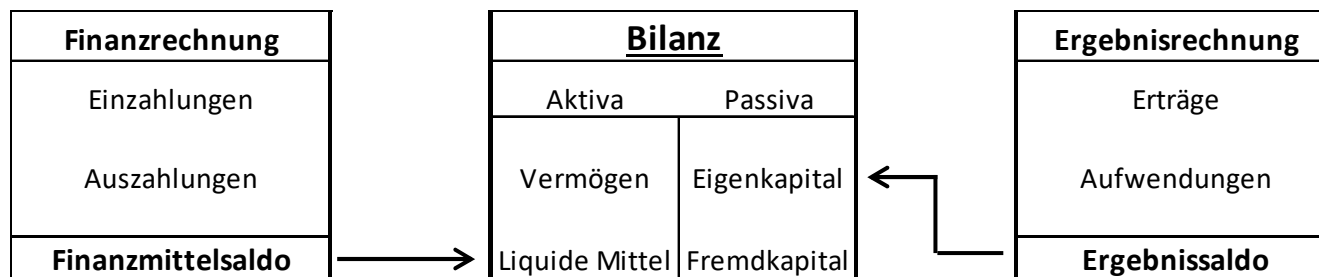 Finanzrechnung
Einzahlungen
Auszahlungen
Finanzmittelsaldo
Bilanz
Aktiva Passiva
Vermögen Eigenkapital
Liquide Mittel Fremdkapital
Ergebnisrechnung
Erträge
Aufwendungen
Ergebnissaldo